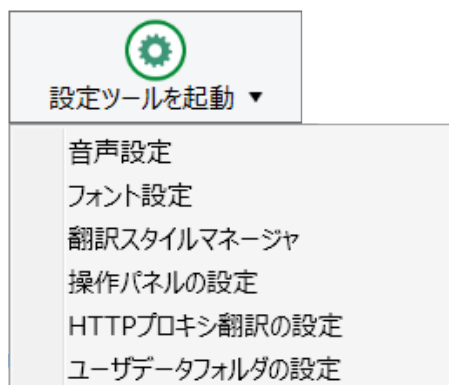 設定ツールを起動 ▼
音声設定
フォント設定
翻訳スタイルマネージャ
操作パネルの設定
HTTPプロキシ翻訳の設定
ユーザデータフォルダの設定